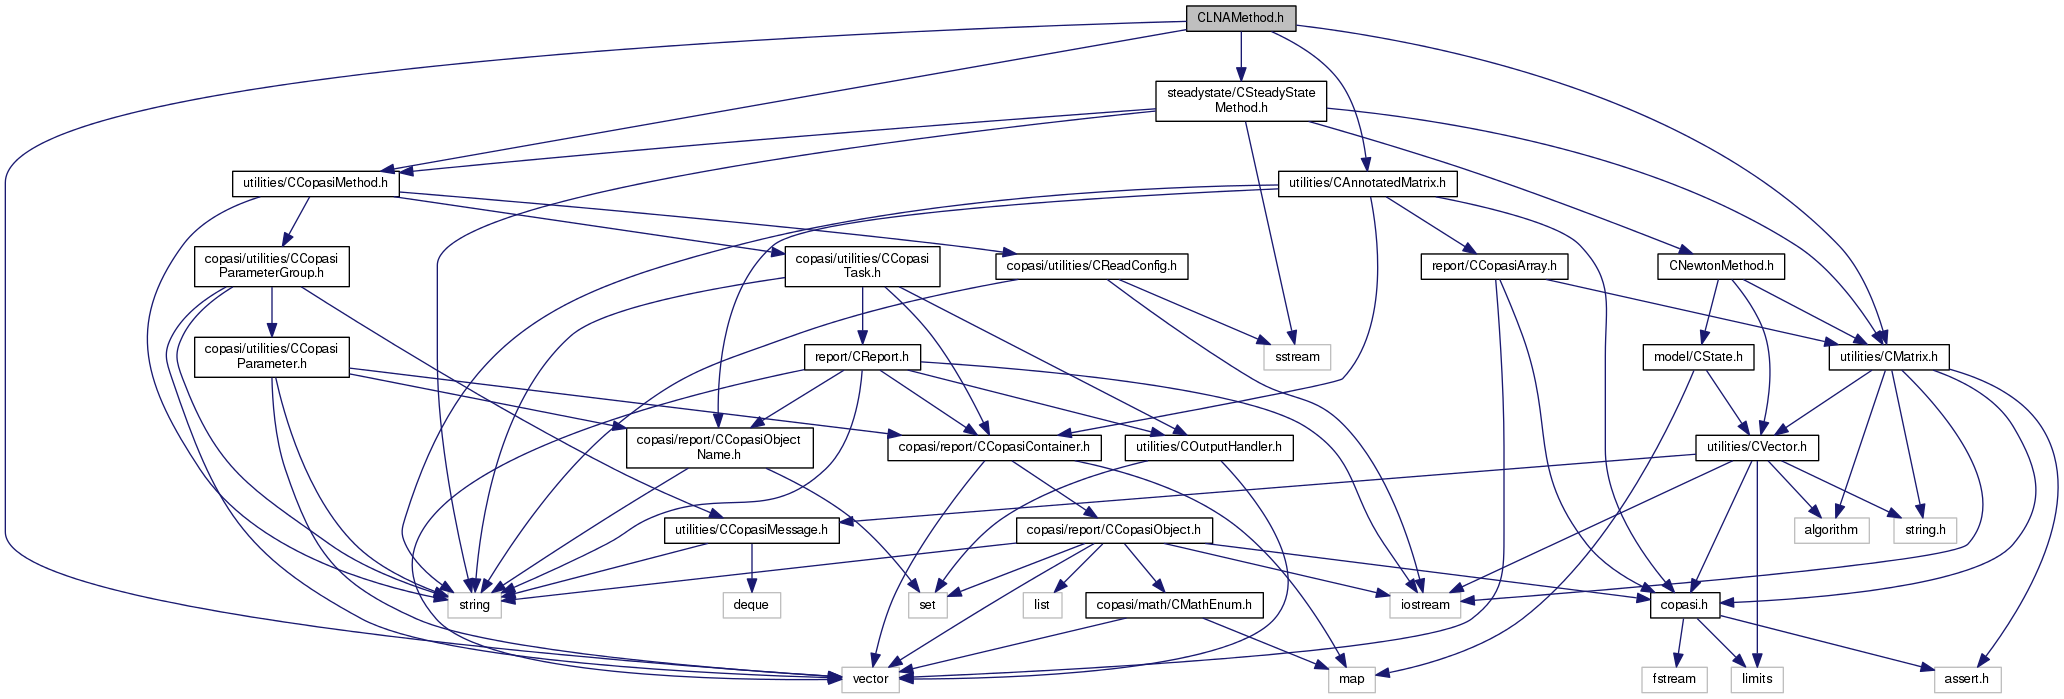 CLNAMethod.h
steadystate/CSteadyState
Method.h
utilities/CCopasiMethod.h
utilities/CAnnotatedMatrix.h
copasi/utilities/CCopasi
ParameterGroup.h
copasi/utilities/CCopasi
Task.h
copasi/utilities/CReadConfig.h
report/CCopasiArray.h
CNewtonMethod.h
copasi/utilities/CCopasi
Parameter.h
report/CReport.h
sstream
model/CState.h
utilities/CMatrix.h
copasi/report/CCopasiObject
Name.h
copasi/report/CCopasiContainer.h
utilities/COutputHandler.h
utilities/CVector.h
utilities/CCopasiMessage.h
copasi/report/CCopasiObject.h
algorithm
string.h
string
deque
set
list
copasi/math/CMathEnum.h
iostream
copasi.h
vector
map
fstream
limits
assert.h